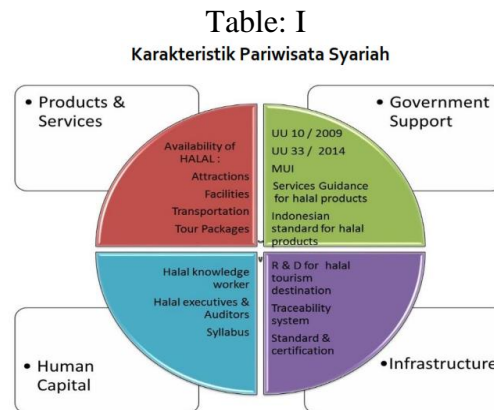 Table: I
Karakteristik Pariwisata Syariah
• Products &
Services
• Government
Support
Availability of
HALAL :
Attractions
Facilities
Transportation
Tour Packages
UU 10 / 2009
UU 33 / 2014
MUI
Services Guidance
for halal products
Indonesian
standard for halal
products
Halal knowledge
worker
Halal executives &
Auditors
Syllabus
R & D for halal
tourism
destination
Traceability
system
Standard &
certification
• Human
Capital
•Infrastructure